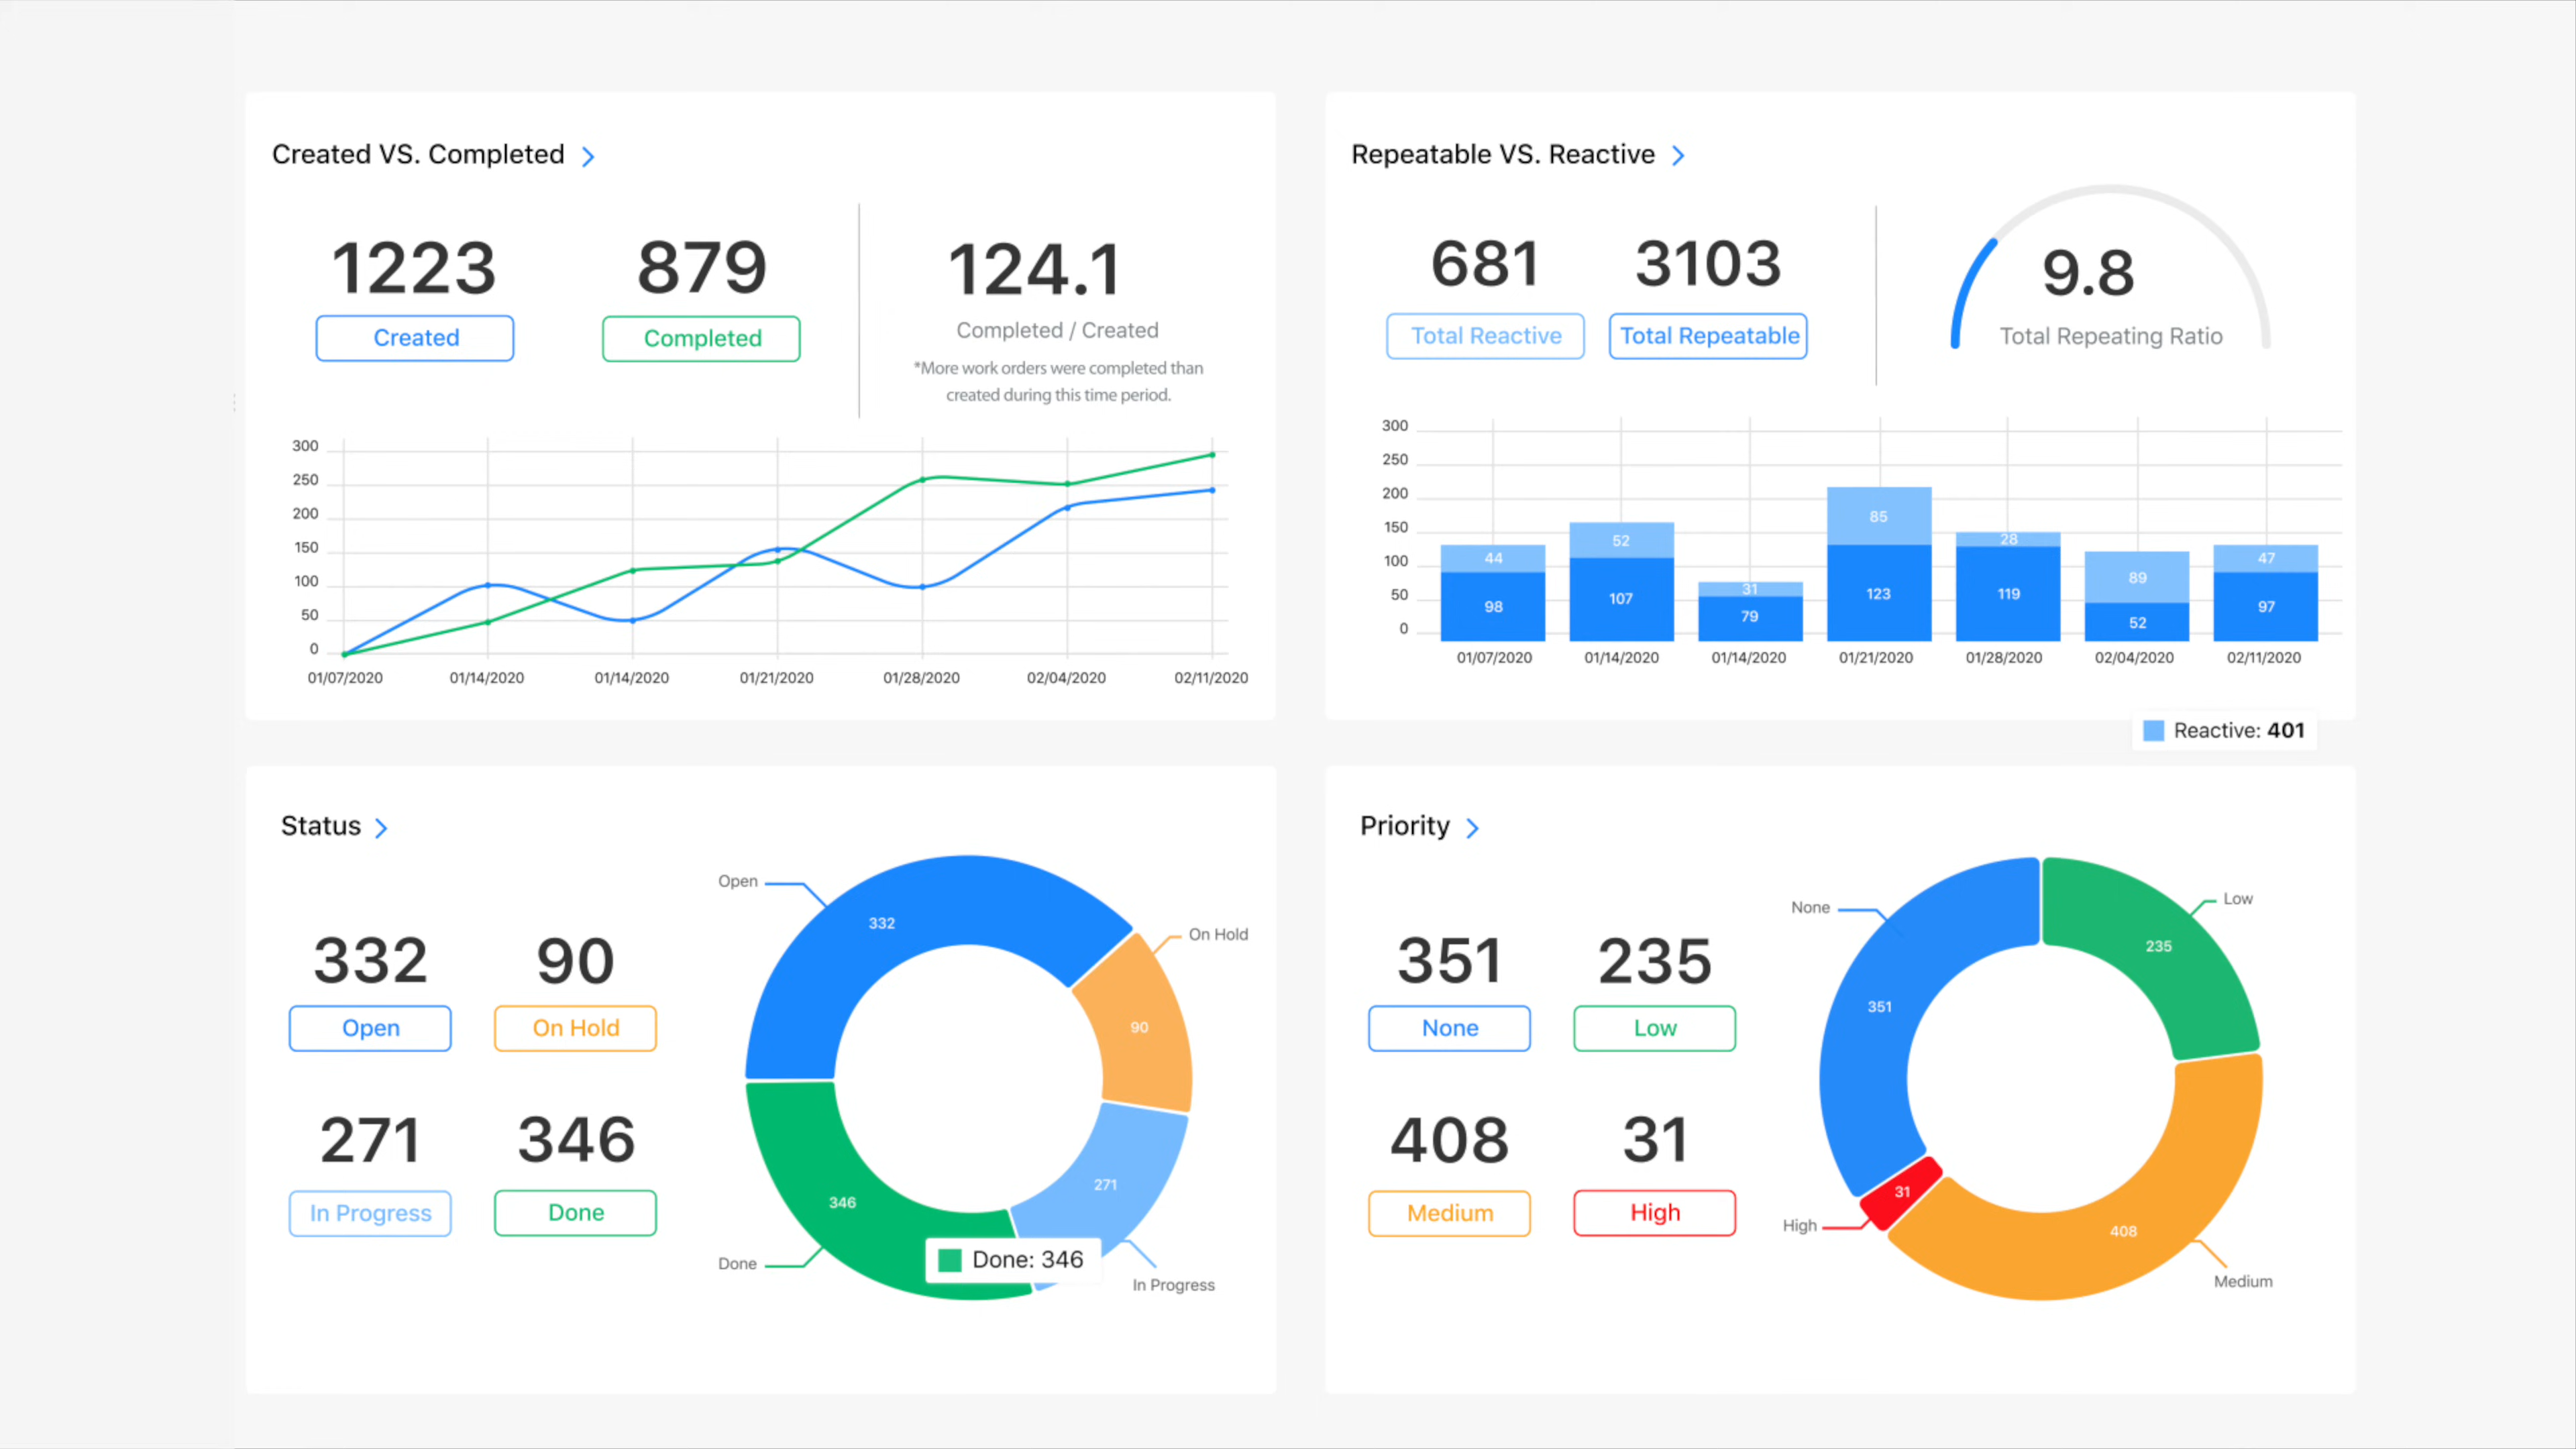 Created VS. Completed
1223
Created
879
Completed
124.1
Completed / Created
*More work orders were completed than
created during this time period.
300
250
200
150
100
50
0
01/07/2020 01/14/2020 01/14/2020 01/21/2020 01/28/2020 02/04/2020 02/11/2020
Repeatable VS. Reactive
681
Total Reactive
3103
Total Repeatable
9.8
Total Repeating Ratio
300
250
200
150
100
50
0
44
98
52
107
31
79
85
123
28
119
89
52
47
97
01/07/2020 01/14/2020 01/14/2020 01/21/2020 01/28/2020 02/04/2020 02/11/2020
Reactive: 401
Status
332
Open
90
On Hold
271
In Progress
346
Done
Open
332
On Hold
90
271
In Progress
346
Done
Done: 346
Priority
351
None
235
Low
408
Medium
31
High
None
351
Low
235
31
High
408
Medium